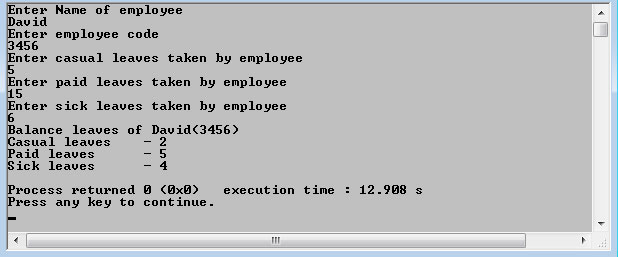 Enter Name of employee
David
Enter employee code
3456
Enter casual leaves taken by employee
5
Enter paid leaves taken by employee
15
Enter sick leaves taken by employee
6
Balance leaves of David(3456)
Casual leaves    - 2
Paid leaves      - 5
Sick leaves      - 4
Process returned 0 (0x0)   execution time : 12.908 s
Press any key to continue.